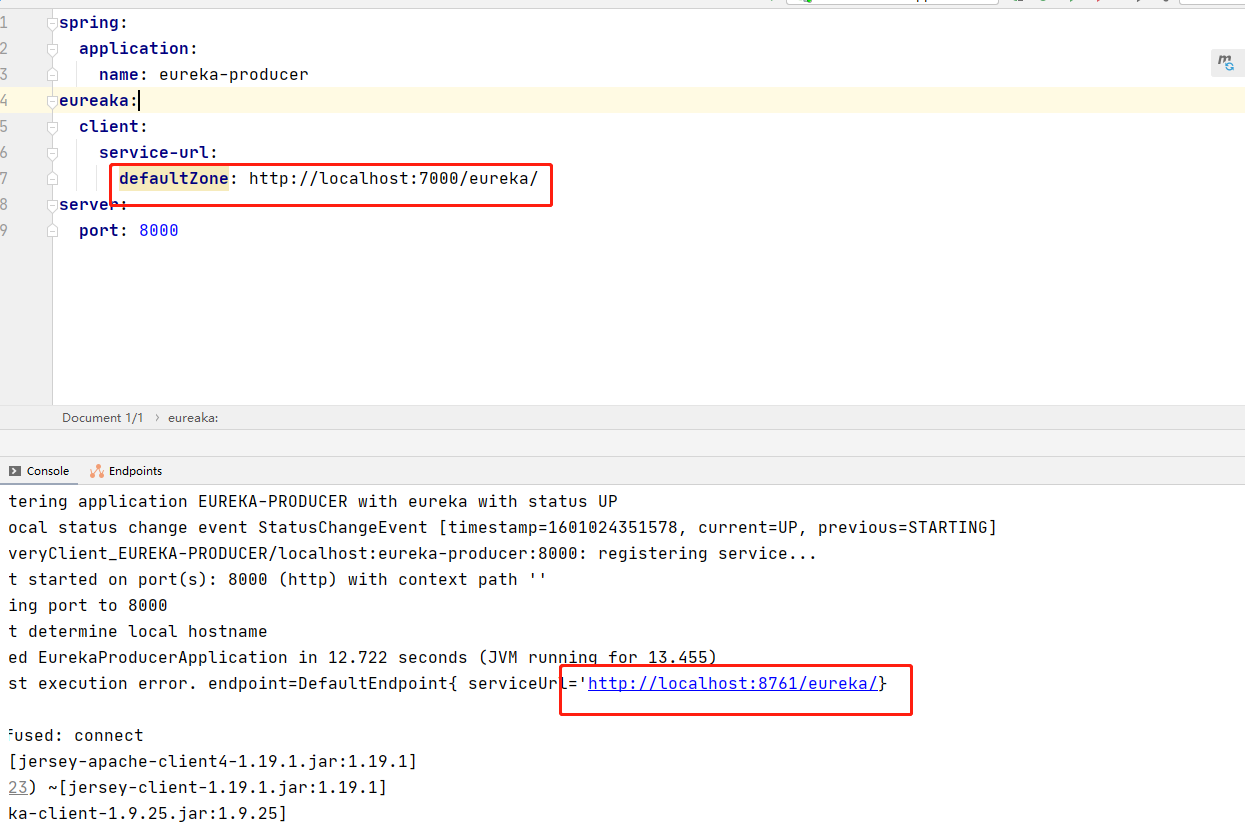 1 spring:
2 application:
3 name: eureka-producer
4 eureaka:
5 client:
6 service-url:
7 defaultZone: http://localhost:7000/eureka/
8 server:
9 port: 8000
Document 1/1 › eureaka:
Console Endpoints
tering application EUREKA-PRODUCER with eureka with status UP
ocal status change event StatusChangeEvent [timestamp=1601024351578, current=UP, previous=STARTING]
veryClient_EUREKA-PRODUCER/localhost:eureka-producer:8000: registering service...
t started on port(s): 8000 (http) with context path ''
ing port to 8000
t determine local hostname
ed EurekaProducerApplication in 12.722 seconds (JVM running for 13.455)
st execution error. endpoint=DefaultEndpoint{ serviceUrl='http://localhost:8761/eureka/}
fused: connect
[jersey-apache-client4-1.19.1.jar:1.19.1]
23) ~[jersey-client-1.19.1.jar:1.19.1]
ka-client-1.9.25.jar:1.9.25]